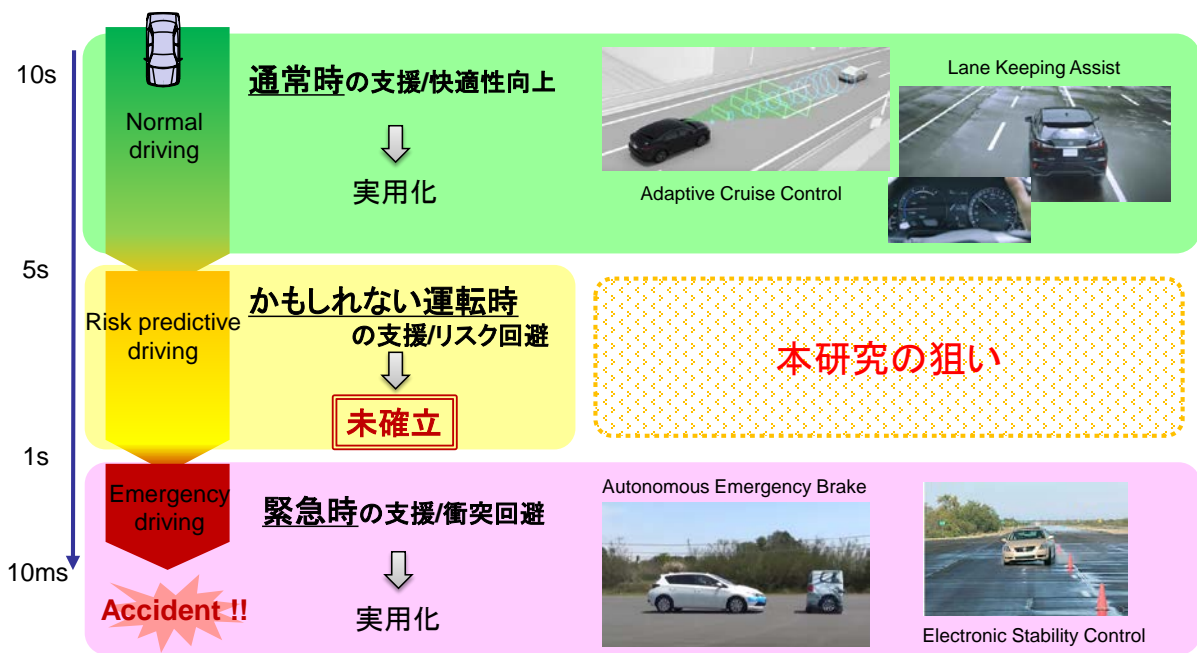 10s
Normal
driving
通常時の支援/快適性向上
実用化
Adaptive Cruise Control
Lane Keeping Assist
5s
Risk predictive
driving
かもしれない運転時
の支援/リスク回避
未確立
本研究の狙い
1s
Emergency
driving
緊急時の支援/衝突回避
実用化
Autonomous Emergency Brake
Electronic Stability Control
10ms
Accident !!